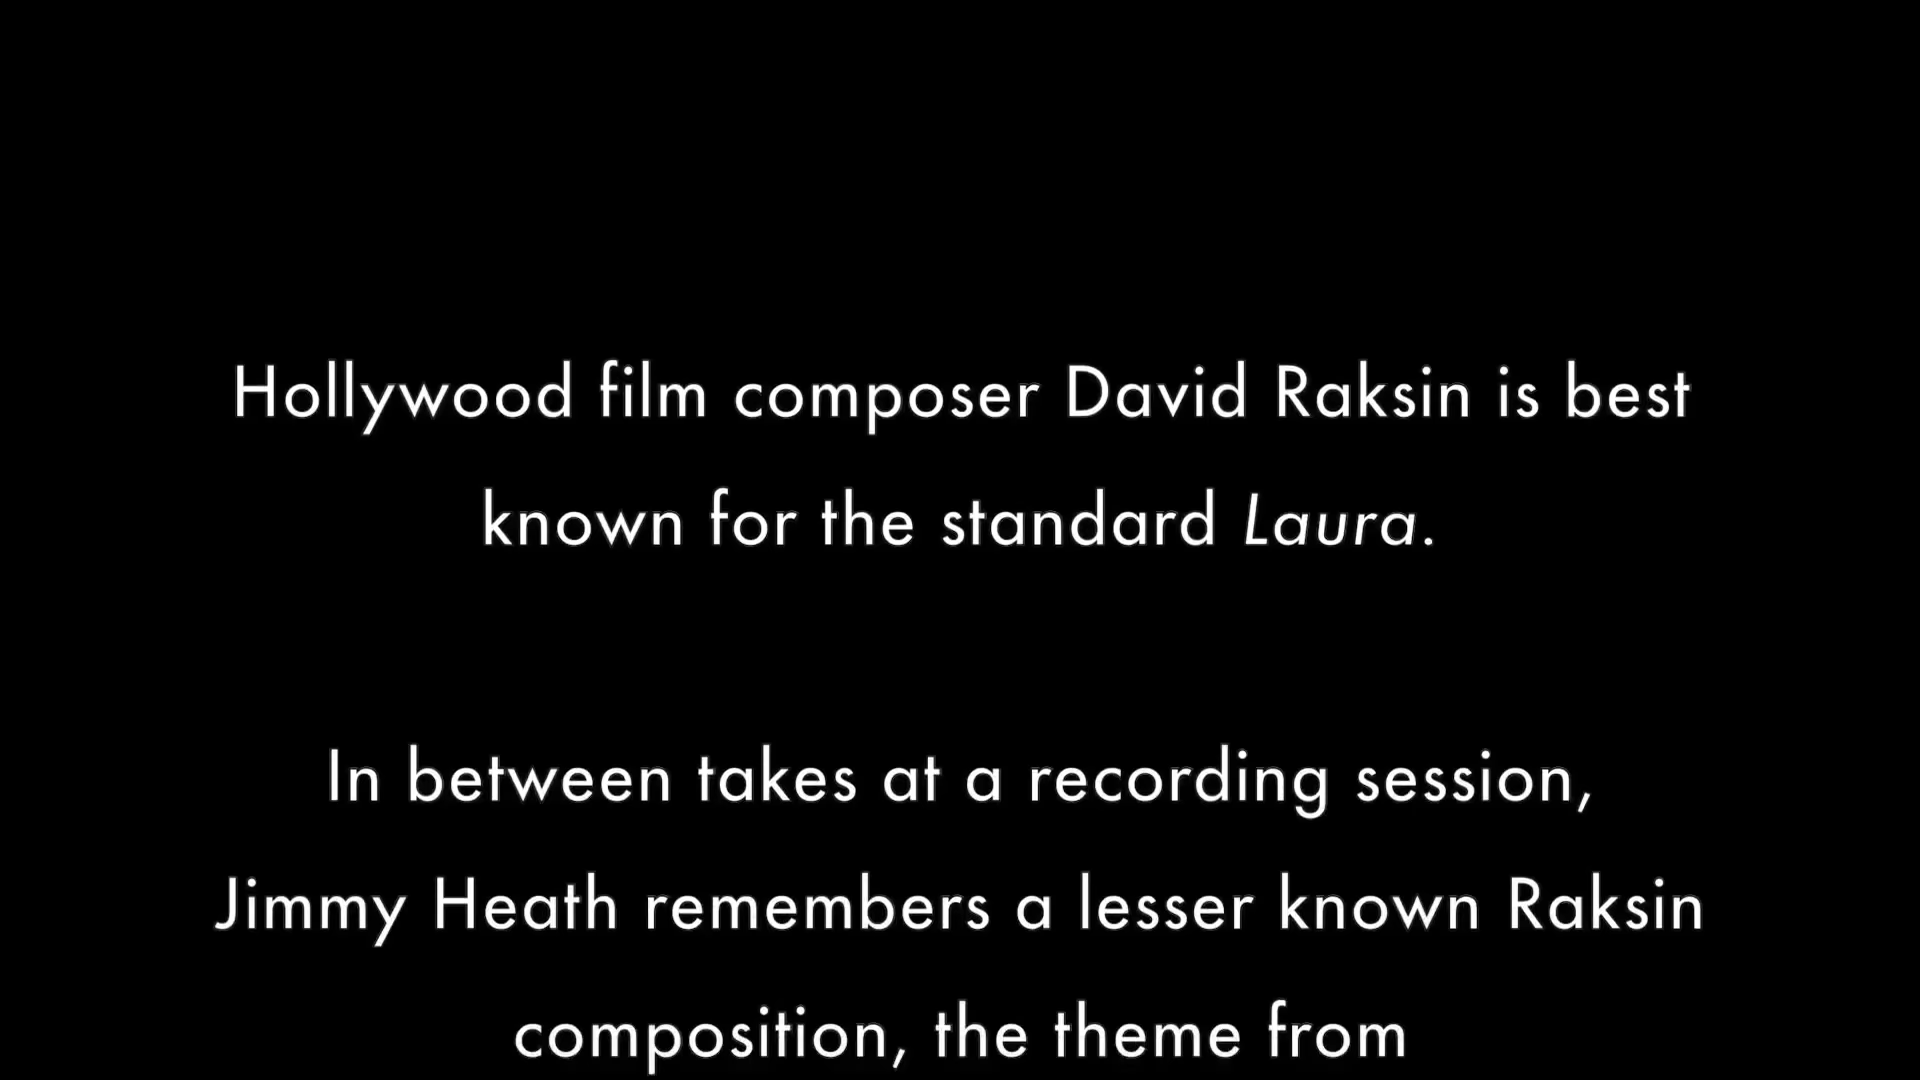 Hollywood film composer David Raksin is best
known for the standard Laura.
In between takes at a recording session,
Jimmy Heath remembers a lesser known Raksin
composition, the theme from